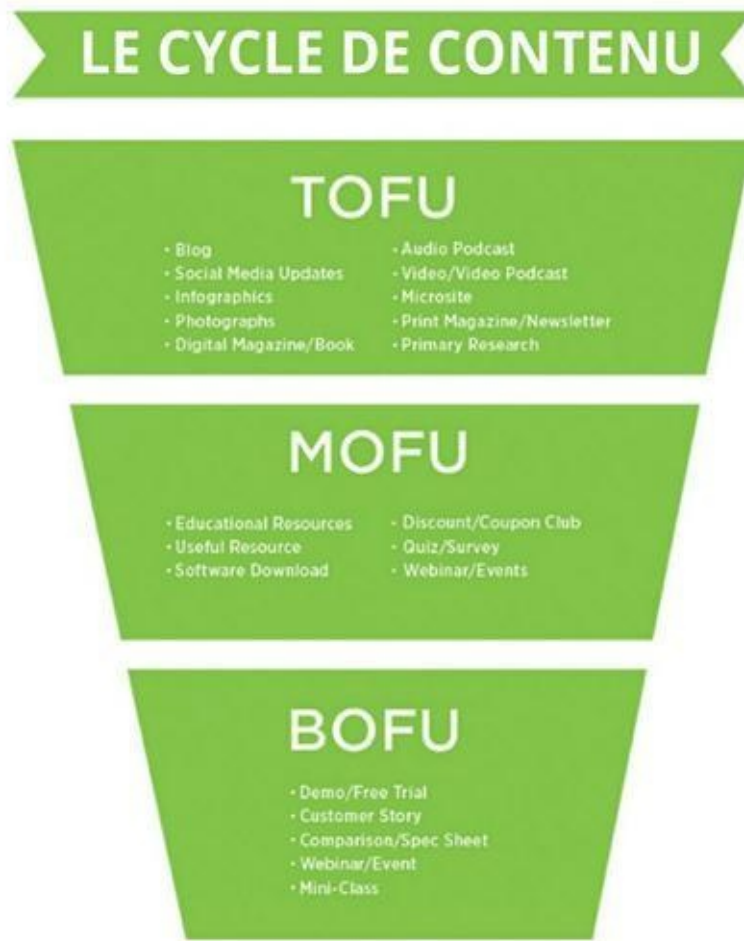 LE CYCLE DE CONTENU
TOFU
• Blog
• Social Media Updates
• Infographics
• Photographs
• Digital Magazine/Book
• Audio Podcast
• Video/Video Podcast
• Microsite
• Print Magazine/Newsletter
• Primary Research
MOFU
• Educational Resources
• Useful Resource
• Software Download
• Discount/Coupon Club
• Quiz/Survey
• Webinar/Events
BOFU
• Demo/Free Trial
• Customer Story
• Comparison/Spec Sheet
• Webinar/Event
• Mini-Class